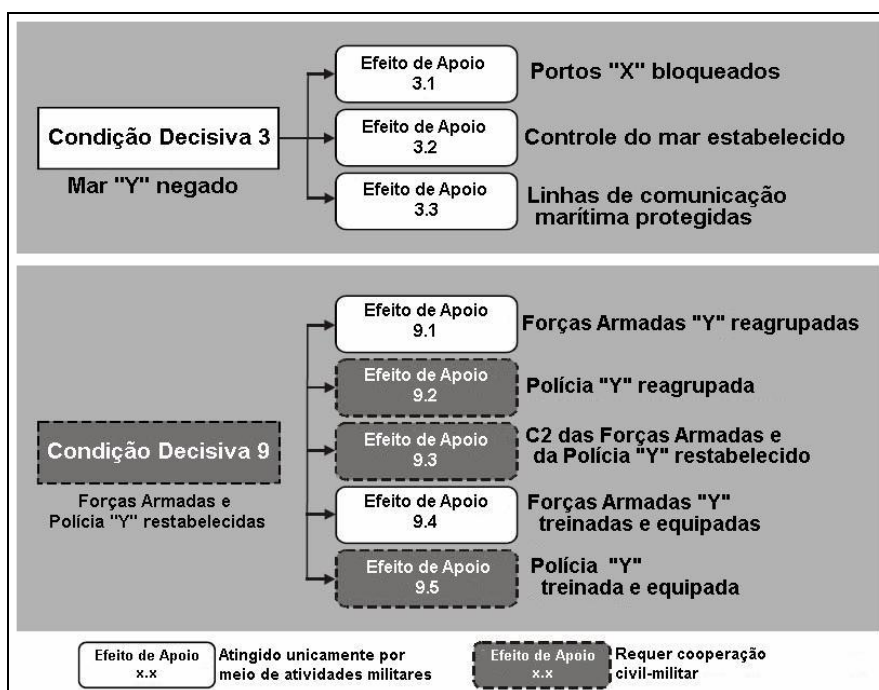 Efeito de Apoio
3.1
Portos "X" bloqueados
Condição Decisiva 3
Mar "Y" negado
Efeito de Apoio
3.2
Controle do mar estabelecido
Efeito de Apoio
3.3
Linhas de comunicação
marítima protegidas
Efeito de Apoio
9.1
Forças Armadas "Y" reagrupadas
Efeito de Apoio
9.2
Polícia "Y" reagrupada
Condição Decisiva 9
Forças Armadas e
Polícia "Y" restabelecidas
Efeito de Apoio
9.3
C2 das Forças Armadas e
da Polícia "Y" restabelecido
Efeito de Apoio
9.4
Forças Armadas "Y"
treinadas e equipadas
Efeito de Apoio
9.5
Polícia "Y"
treinada e equipada
Efeito de Apoio
x.x
Atingido unicamente por
meio de atividades militares
Efeito de Apoio
x.x
Requer cooperação
civil-militar